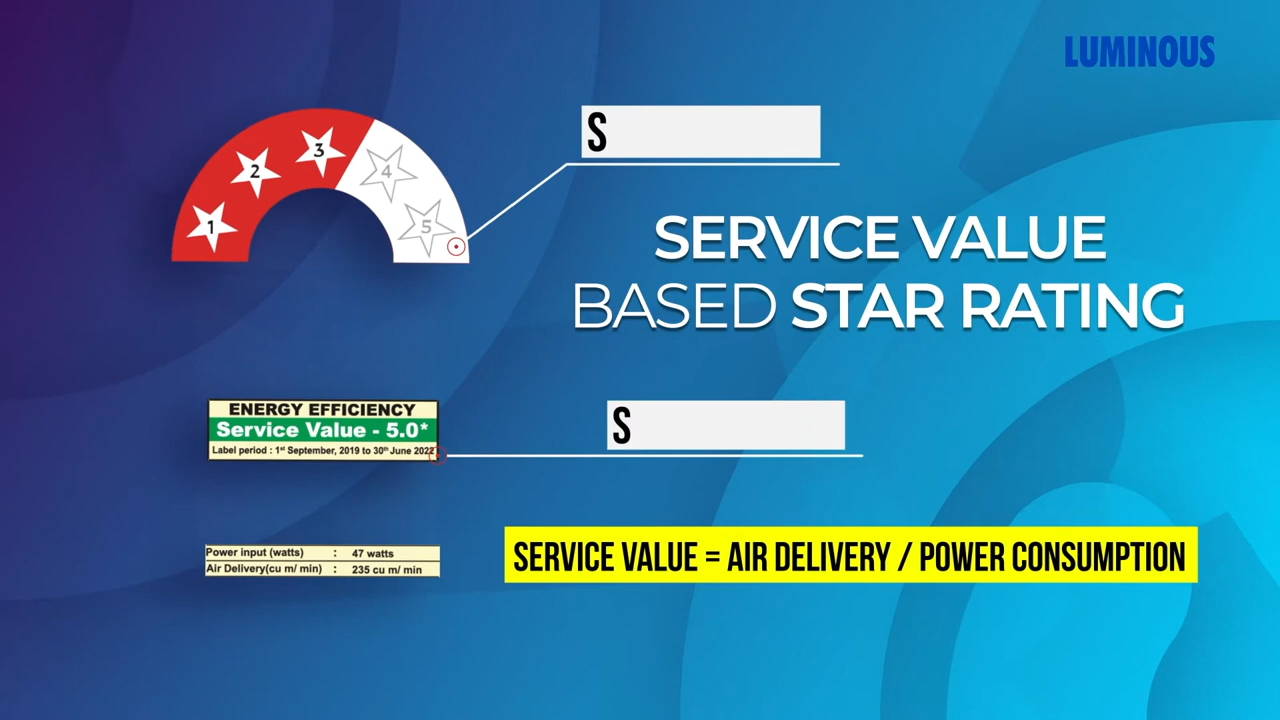 LUMINOUS
S
1 2 3 4 5
SERVICE VALUE
BASED STAR RATING
ENERGY EFFICIENCY
Service Value - 5.0*
Label period : 1st September, 2019 to 30th June 2022
S
Power input (watts) : 47 watts
Air Delivery(cu m/ min) : 235 cu m/ min
SERVICE VALUE = AIR DELIVERY / POWER CONSUMPTION